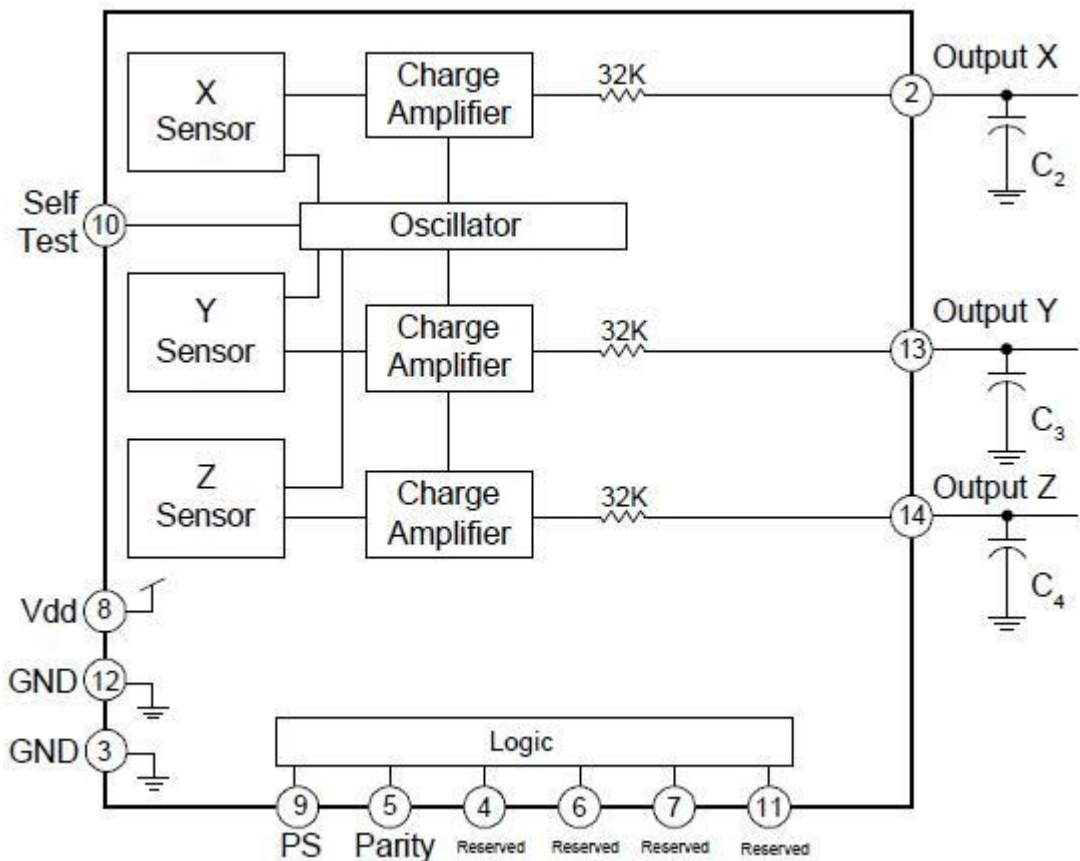 X
Sensor
Charge
Amplifier
32K
2
Output X
C2
Self
Test
10
Oscillator
Y
Sensor
Charge
Amplifier
32K
13
Output Y
C3
Z
Sensor
Charge
Amplifier
32K
14
Output Z
C4
Vdd
8
GND
12
GND
3
Logic
9
5
4
6
7
11
PS
Parity
Reserved
Reserved
Reserved
Reserved